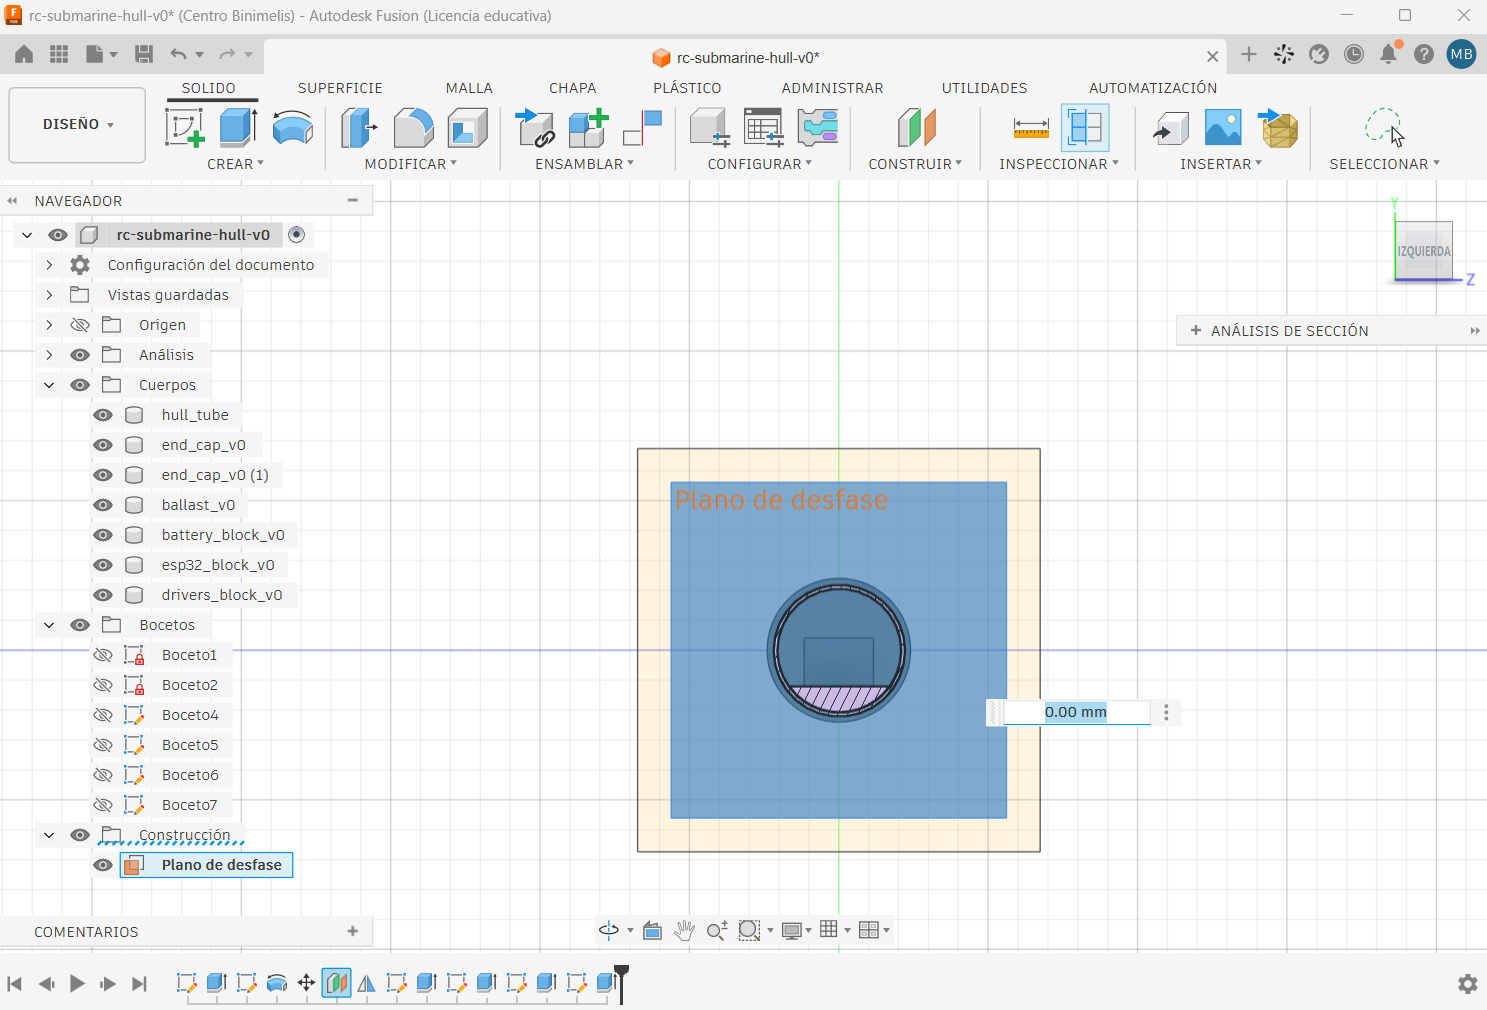 rc-submarine-hull-v0* (Centro Binimelis) - Autodesk Fusion (Licencia educativa)
rc-submarine-hull-v0*
MB
DISEÑO
SOLIDO
SUPERFICIE
MALLA
CHAPA
PLÁSTICO
ADMINISTRAR
UTILIDADES
AUTOMATIZACIÓN
CREAR
MODIFICAR
ENSAMBLAR
CONFIGURAR
CONSTRUIR
INSPECCIONAR
INSERTAR
SELECCIONAR
NAVEGADOR
rc-submarine-hull-v0
Configuración del documento
Vistas guardadas
Origen
Análisis
Cuerpos
hull_tube
end_cap_v0
end_cap_v0 (1)
ballast_v0
battery_block_v0
esp32_block_v0
drivers_block_v0
Bocetos
Boceto1
Boceto2
Boceto4
Boceto5
Boceto6
Boceto7
Construcción
Plano de desfase
COMENTARIOS
Y
IZQUIERDA
Z
ANÁLISIS DE SECCIÓN
Plano de desfase
0.00 mm